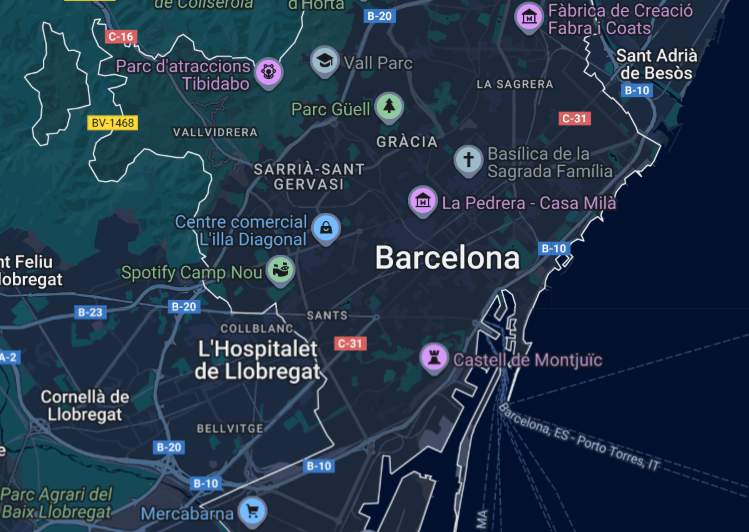 de Collserola
d'Horta
B-20
Fàbrica de Creació
Fabra i Coats
C-16
Parc d'atraccions
Tibidabo
Vall Parc
Sant Adrià
de Besòs
LA SAGRERA
B-10
Parc Güell
C-31
BV-1468
VALLVIDRERA
GRÀCIA
Basílica de la
Sagrada Família
SARRIÀ-SANT
GERVASI
La Pedrera - Casa Milà
Centre comercial
L'illa Diagonal
Barcelona
B-10
nt Feliu
lobregat
Spotify Camp Nou
B-20
B-23
SANTS
COLLBLANC
C-31
L'Hospitalet
de Llobregat
A-2
Castell de Montjuïc
Cornellà de
Llobregat
BELLVITGE
Barcelona, ES - Porto Torres, IT
B-20
e
B-10
B-10
Parc Agrari del
Baix Llobregat
Mercabarna
MA